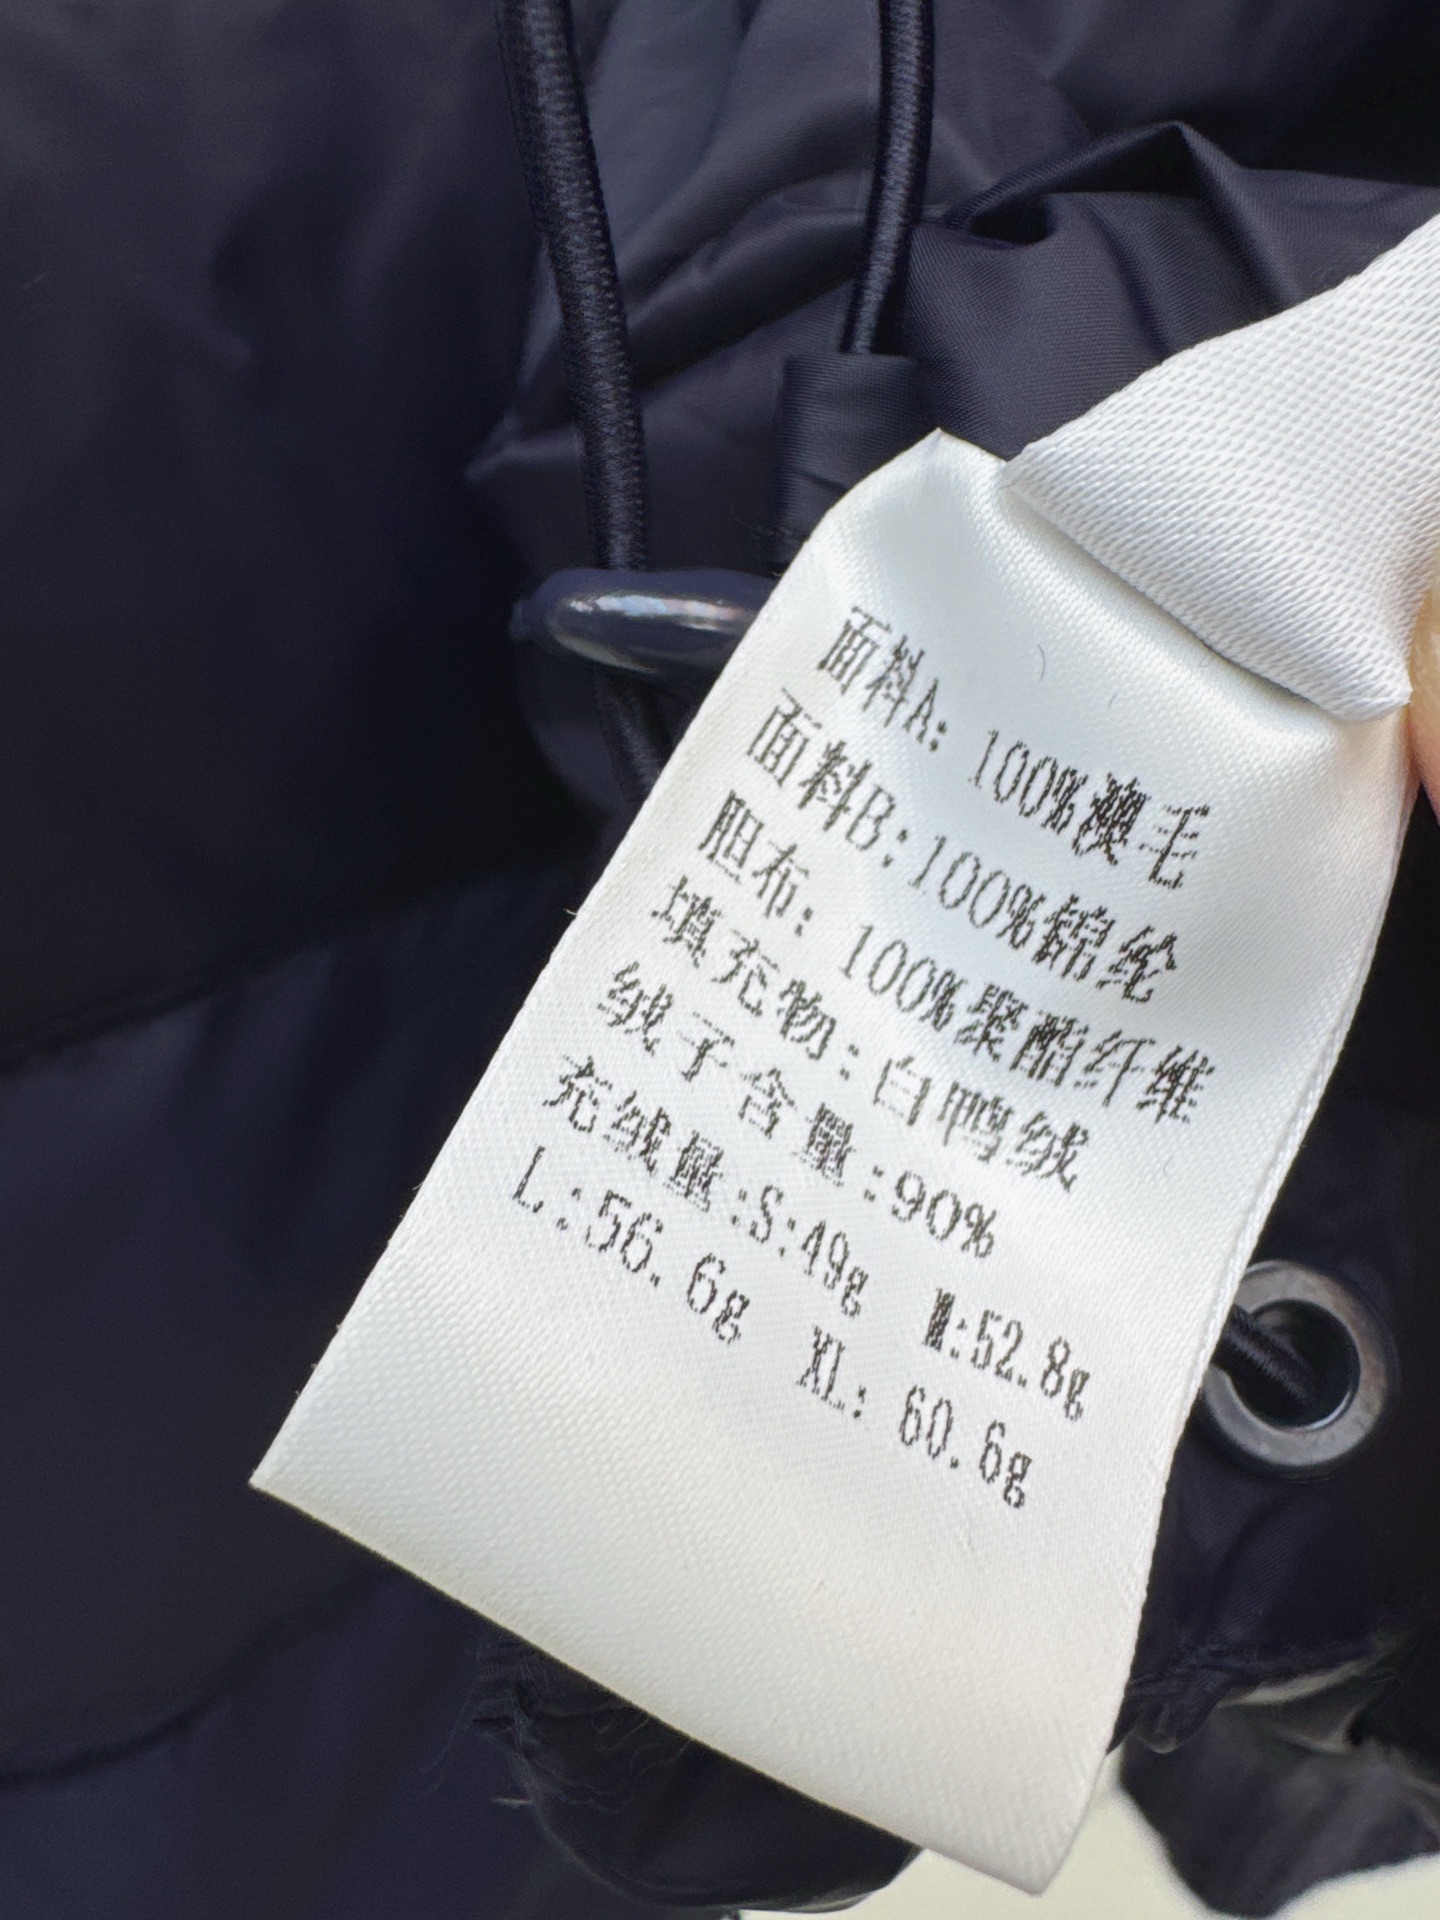 面料A: 100%羊毛
面料B: 100%锦纶
胆布: 100%聚酯纤维
填充物: 白鸭绒
绒子含量: 90%
充绒量: S:49g M:52.8g
L: 56.6g XL: 60.6g